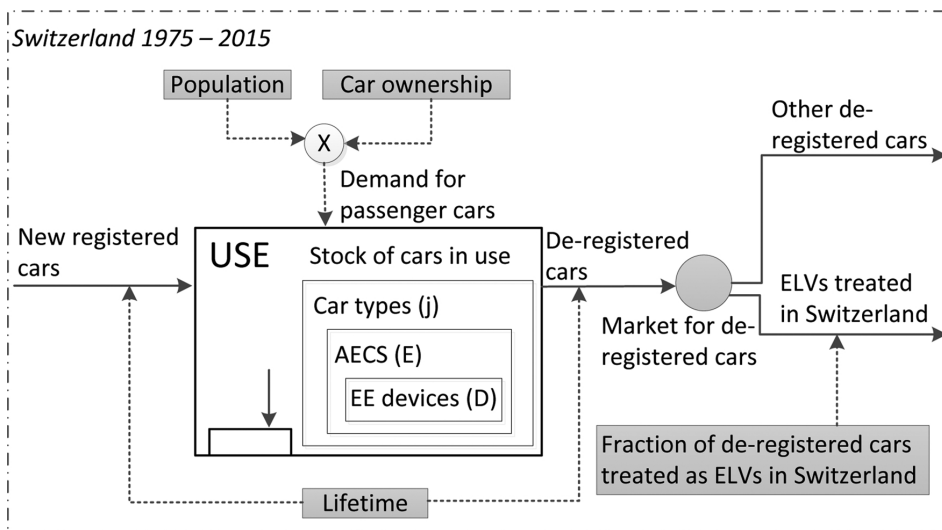 Switzerland 1975 – 2015
Population
Car ownership
X
Demand for
passenger cars
Other de-
registered cars
New registered
cars
USE
Stock of cars in use
Car types (j)
AECS (E)
EE devices (D)
De-registered
cars
Market for de-
registered cars
ELVs treated
in Switzerland
Fraction of de-registered cars
treated as ELVs in Switzerland
Lifetime